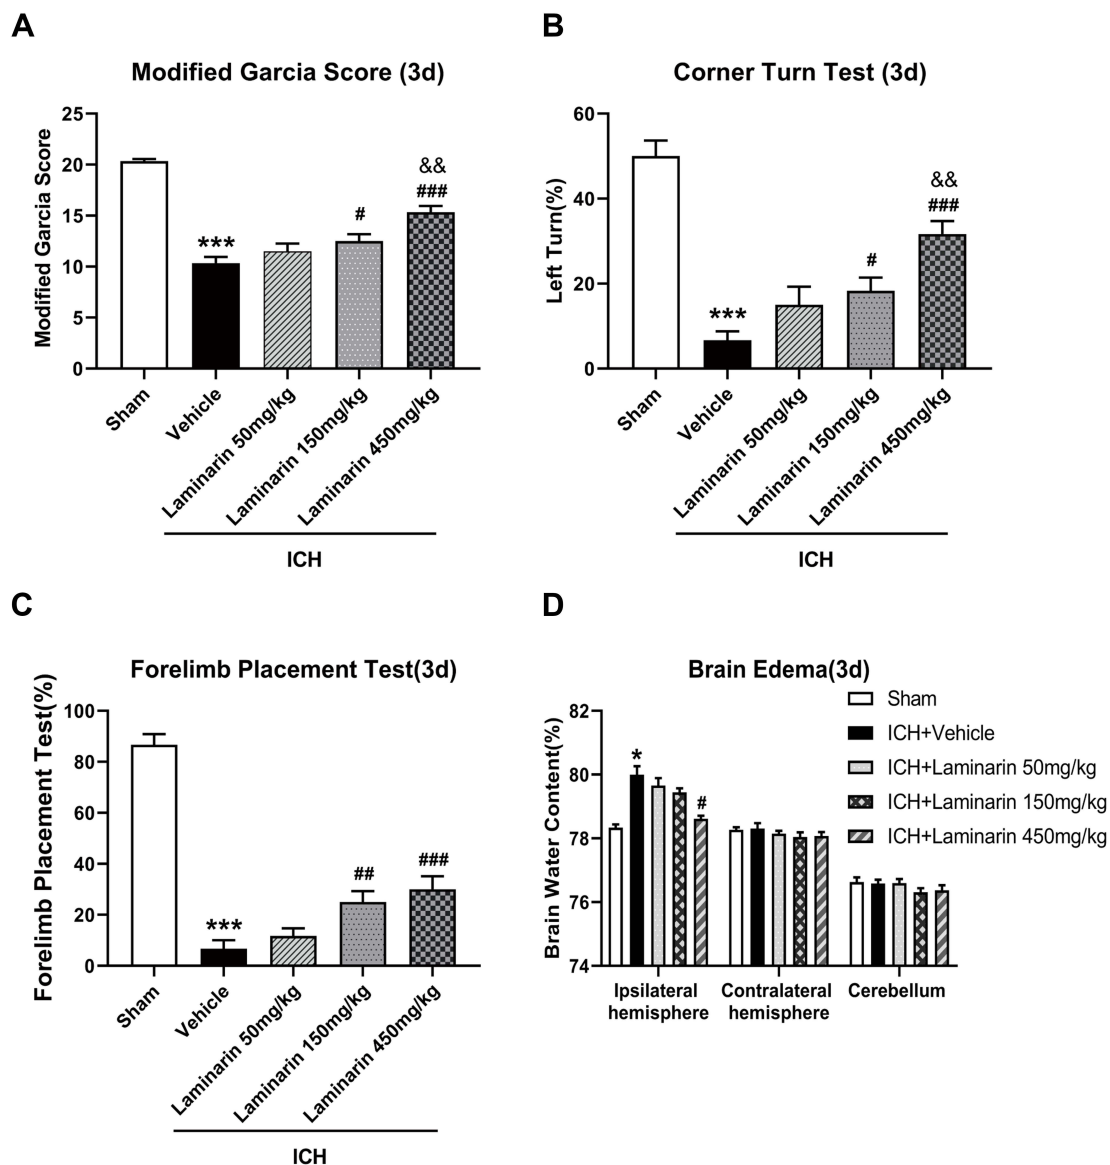 A
Modified Garcia Score (3d)
Modified Garcia Score
25
20
15
10
5
0
***
#
&&
###
Sham
Vehicle
Laminarin 50mg/kg
Laminarin 150mg/kg
Laminarin 450mg/kg
ICH
B
Corner Turn Test (3d)
Left Turn(%)
60
40
20
0
***
#
&&
###
Sham
Vehicle
Laminarin 50mg/kg
Laminarin 150mg/kg
Laminarin 450mg/kg
ICH
C
Forelimb Placement Test(3d)
Forelimb Placement Test(%)
100
80
60
40
20
0
***
##
###
Sham
Vehicle
Laminarin 50mg/kg
Laminarin 150mg/kg
Laminarin 450mg/kg
ICH
D
Brain Edema(3d)
Brain Water Content(%)
82
80
78
76
74
*
#
Sham
ICH+Vehicle
ICH+Laminarin 50mg/kg
ICH+Laminarin 150mg/kg
ICH+Laminarin 450mg/kg
Ipsilateral
hemisphere
Contralateral
hemisphere
Cerebellum